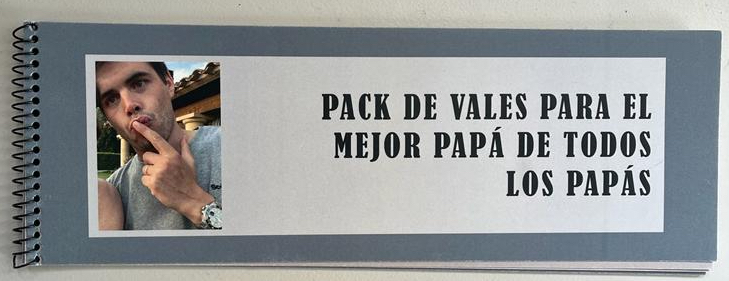 PACK DE VALES PARA EL
MEJOR PAPÁ DE TODOS
LOS PAPÁS